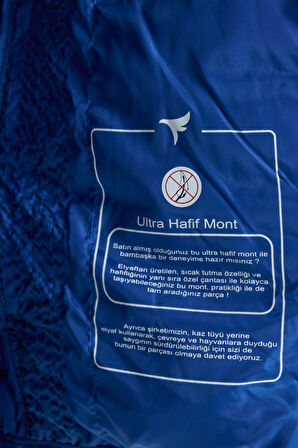 Ultra Hafif Mont
Satın almış olduğunuz bu ultra hafif mont ile
bambaşka bir deneyime hazır mısınız ?
Elyaftan üretilen, sıcak tutma özelliği ve
hafifliğinin yanı sıra özel çantası ile kolayca
taşıyabileceğiniz bu mont, pratikliği ile de
tam aradığınız parça !
Ayrıca şirketimizin, kaz tüyü yerine
elyaf kullanarak, çevreye ve hayvanlara duyduğu
saygının sürdürülebilirliği için sizi de
bunun bir parçası olmaya davet ediyoruz.